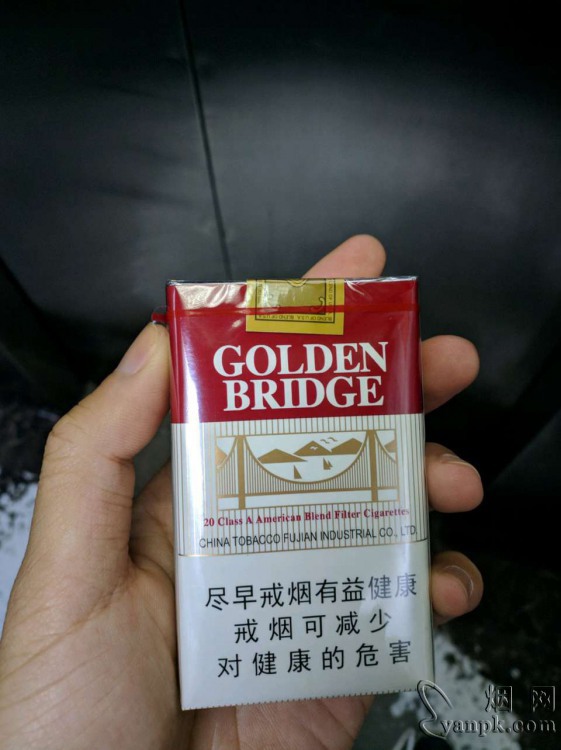 GOLDEN
BRIDGE
20 Class A American Blend Filter Cigarettes
CHINA TOBACCO FUJIAN INDUSTRIAL CO., LTD.
尽早戒烟有益健康
戒烟可减少
对健康的危害
烟网
yanpk.com